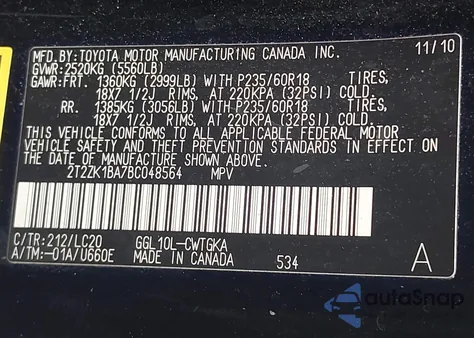 MFD.BY:TOYOTA MOTOR MANUFACTURING CANADA INC. 11/10
GVWR:2520KG (5560LB)
GAWR:FRT. 1360KG (2999LB) WITH P235/60R18 TIRES,
18X7 1/2J RIMS, AT 220KPA (32PSI) COLD.
RR. 1385KG (3056LB) WITH P235/60R18 TIRES,
18X7 1/2J RIMS, AT 220KPA (32PSI) COLD.
THIS VEHICLE CONFORMS TO ALL APPLICABLE FEDERAL MOTOR
VEHICLE SAFETY AND THEFT PREVENTION STANDARDS IN EFFECT ON
THE DATE OF MANUFACTURE SHOWN ABOVE.
2T2ZK1BA7BC048564 MPV
C/TR:212/LC20 GGL10L-CWTGKA
A/TM:-01A/U660E MADE IN CANADA 534 A
autoSnap